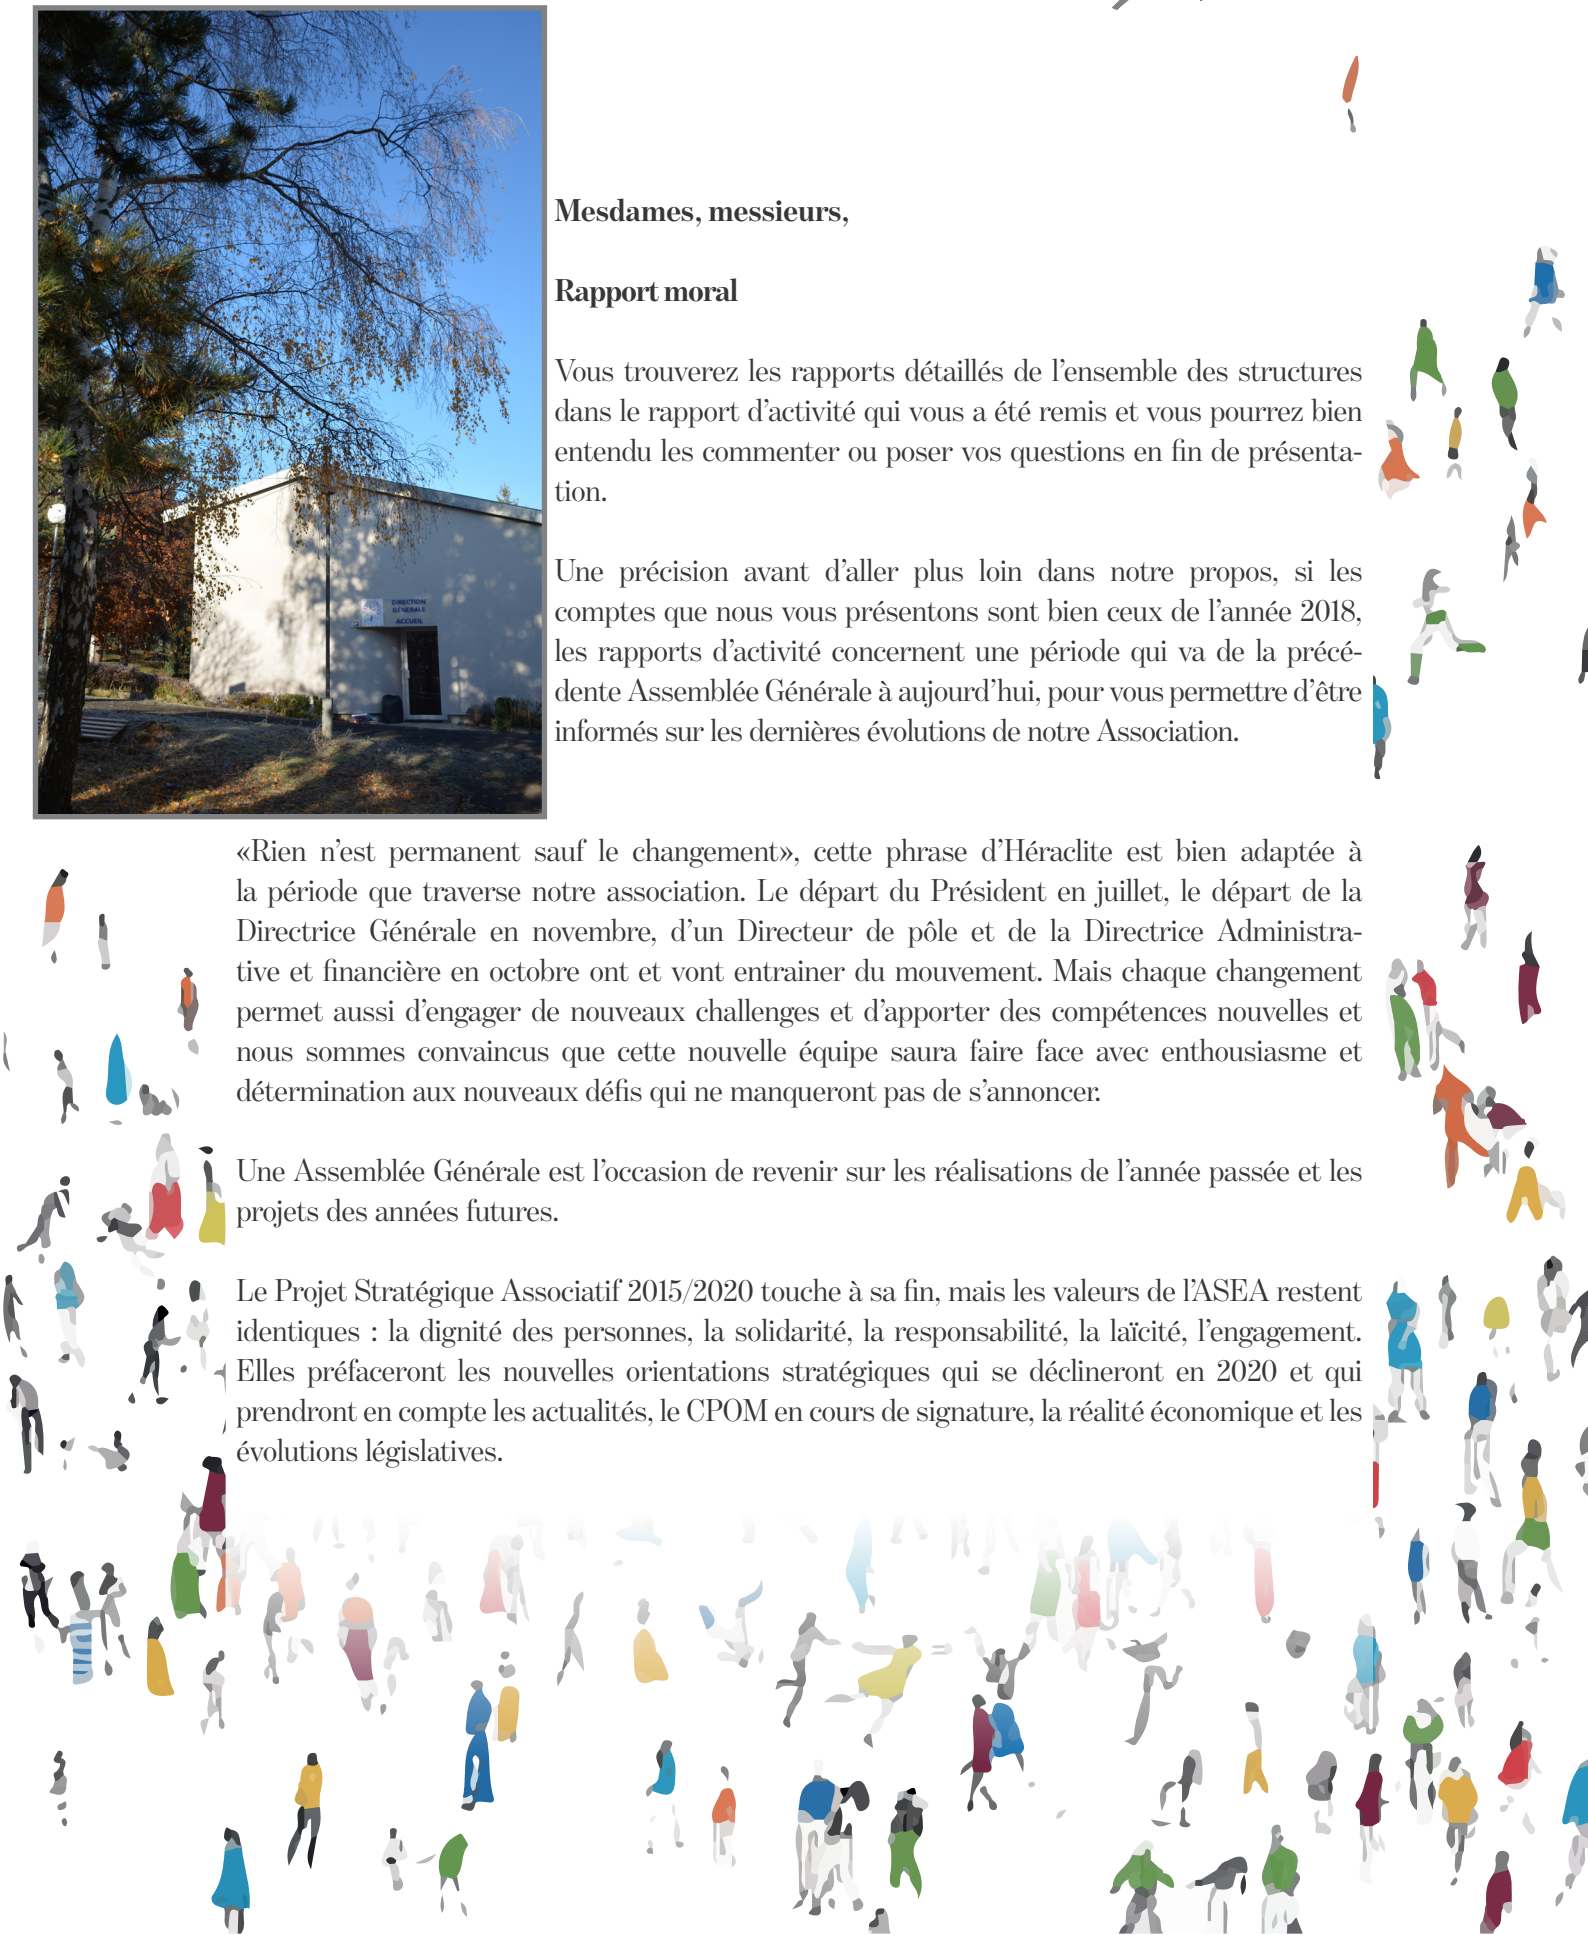 DIRECTION
GÉNÉRALE
ACCUEIL
Mesdames, messieurs,
Rapport moral
Vous trouverez les rapports détaillés de l'ensemble des structures
dans le rapport d'activité qui vous a été remis et vous pourrez bien
entendu les commenter ou poser vos questions en fin de présenta-
tion.
Une précision avant d'aller plus loin dans notre propos, si les
comptes que nous vous présentons sont bien ceux de l'année 2018,
les rapports d'activité concernent une période qui va de la précé-
dente Assemblée Générale à aujourd'hui, pour vous permettre d'être
informés sur les dernières évolutions de notre Association.
«Rien n'est permanent sauf le changement», cette phrase d'Héraclite est bien adaptée à
la période que traverse notre association. Le départ du Président en juillet, le départ de la
Directrice Générale en novembre, d'un Directeur de pôle et de la Directrice Administra-
tive et financière en octobre ont et vont entrainer du mouvement. Mais chaque changement
permet aussi d'engager de nouveaux challenges et d'apporter des compétences nouvelles et
nous sommes convaincus que cette nouvelle équipe saura faire face avec enthousiasme et
détermination aux nouveaux défis qui ne manqueront pas de s'annoncer.
Une Assemblée Générale est l'occasion de revenir sur les réalisations de l'année passée et les
projets des années futures.
Le Projet Stratégique Associatif 2015/2020 touche à sa fin, mais les valeurs de l'ASEA restent
identiques : la dignité des personnes, la solidarité, la responsabilité, la laïcité, l'engagement.
Elles préfaceront les nouvelles orientations stratégiques qui se déclineront en 2020 et qui
prendront en compte les actualités, le CPOM en cours de signature, la réalité économique et les
évolutions législatives.